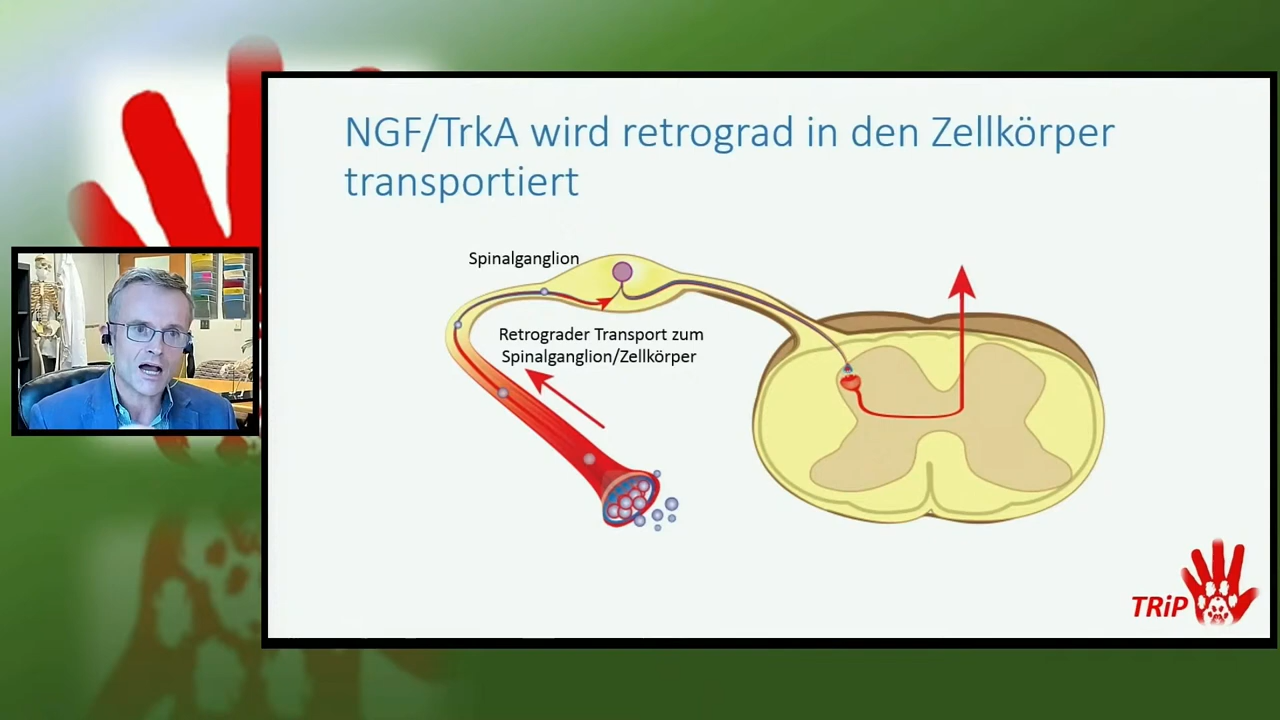 NGF/TrkA wird retrograd in den Zellkörper
transportiert
Spinalganglion
Retrograder Transport zum
Spinalganglion/Zellkörper
TRiP